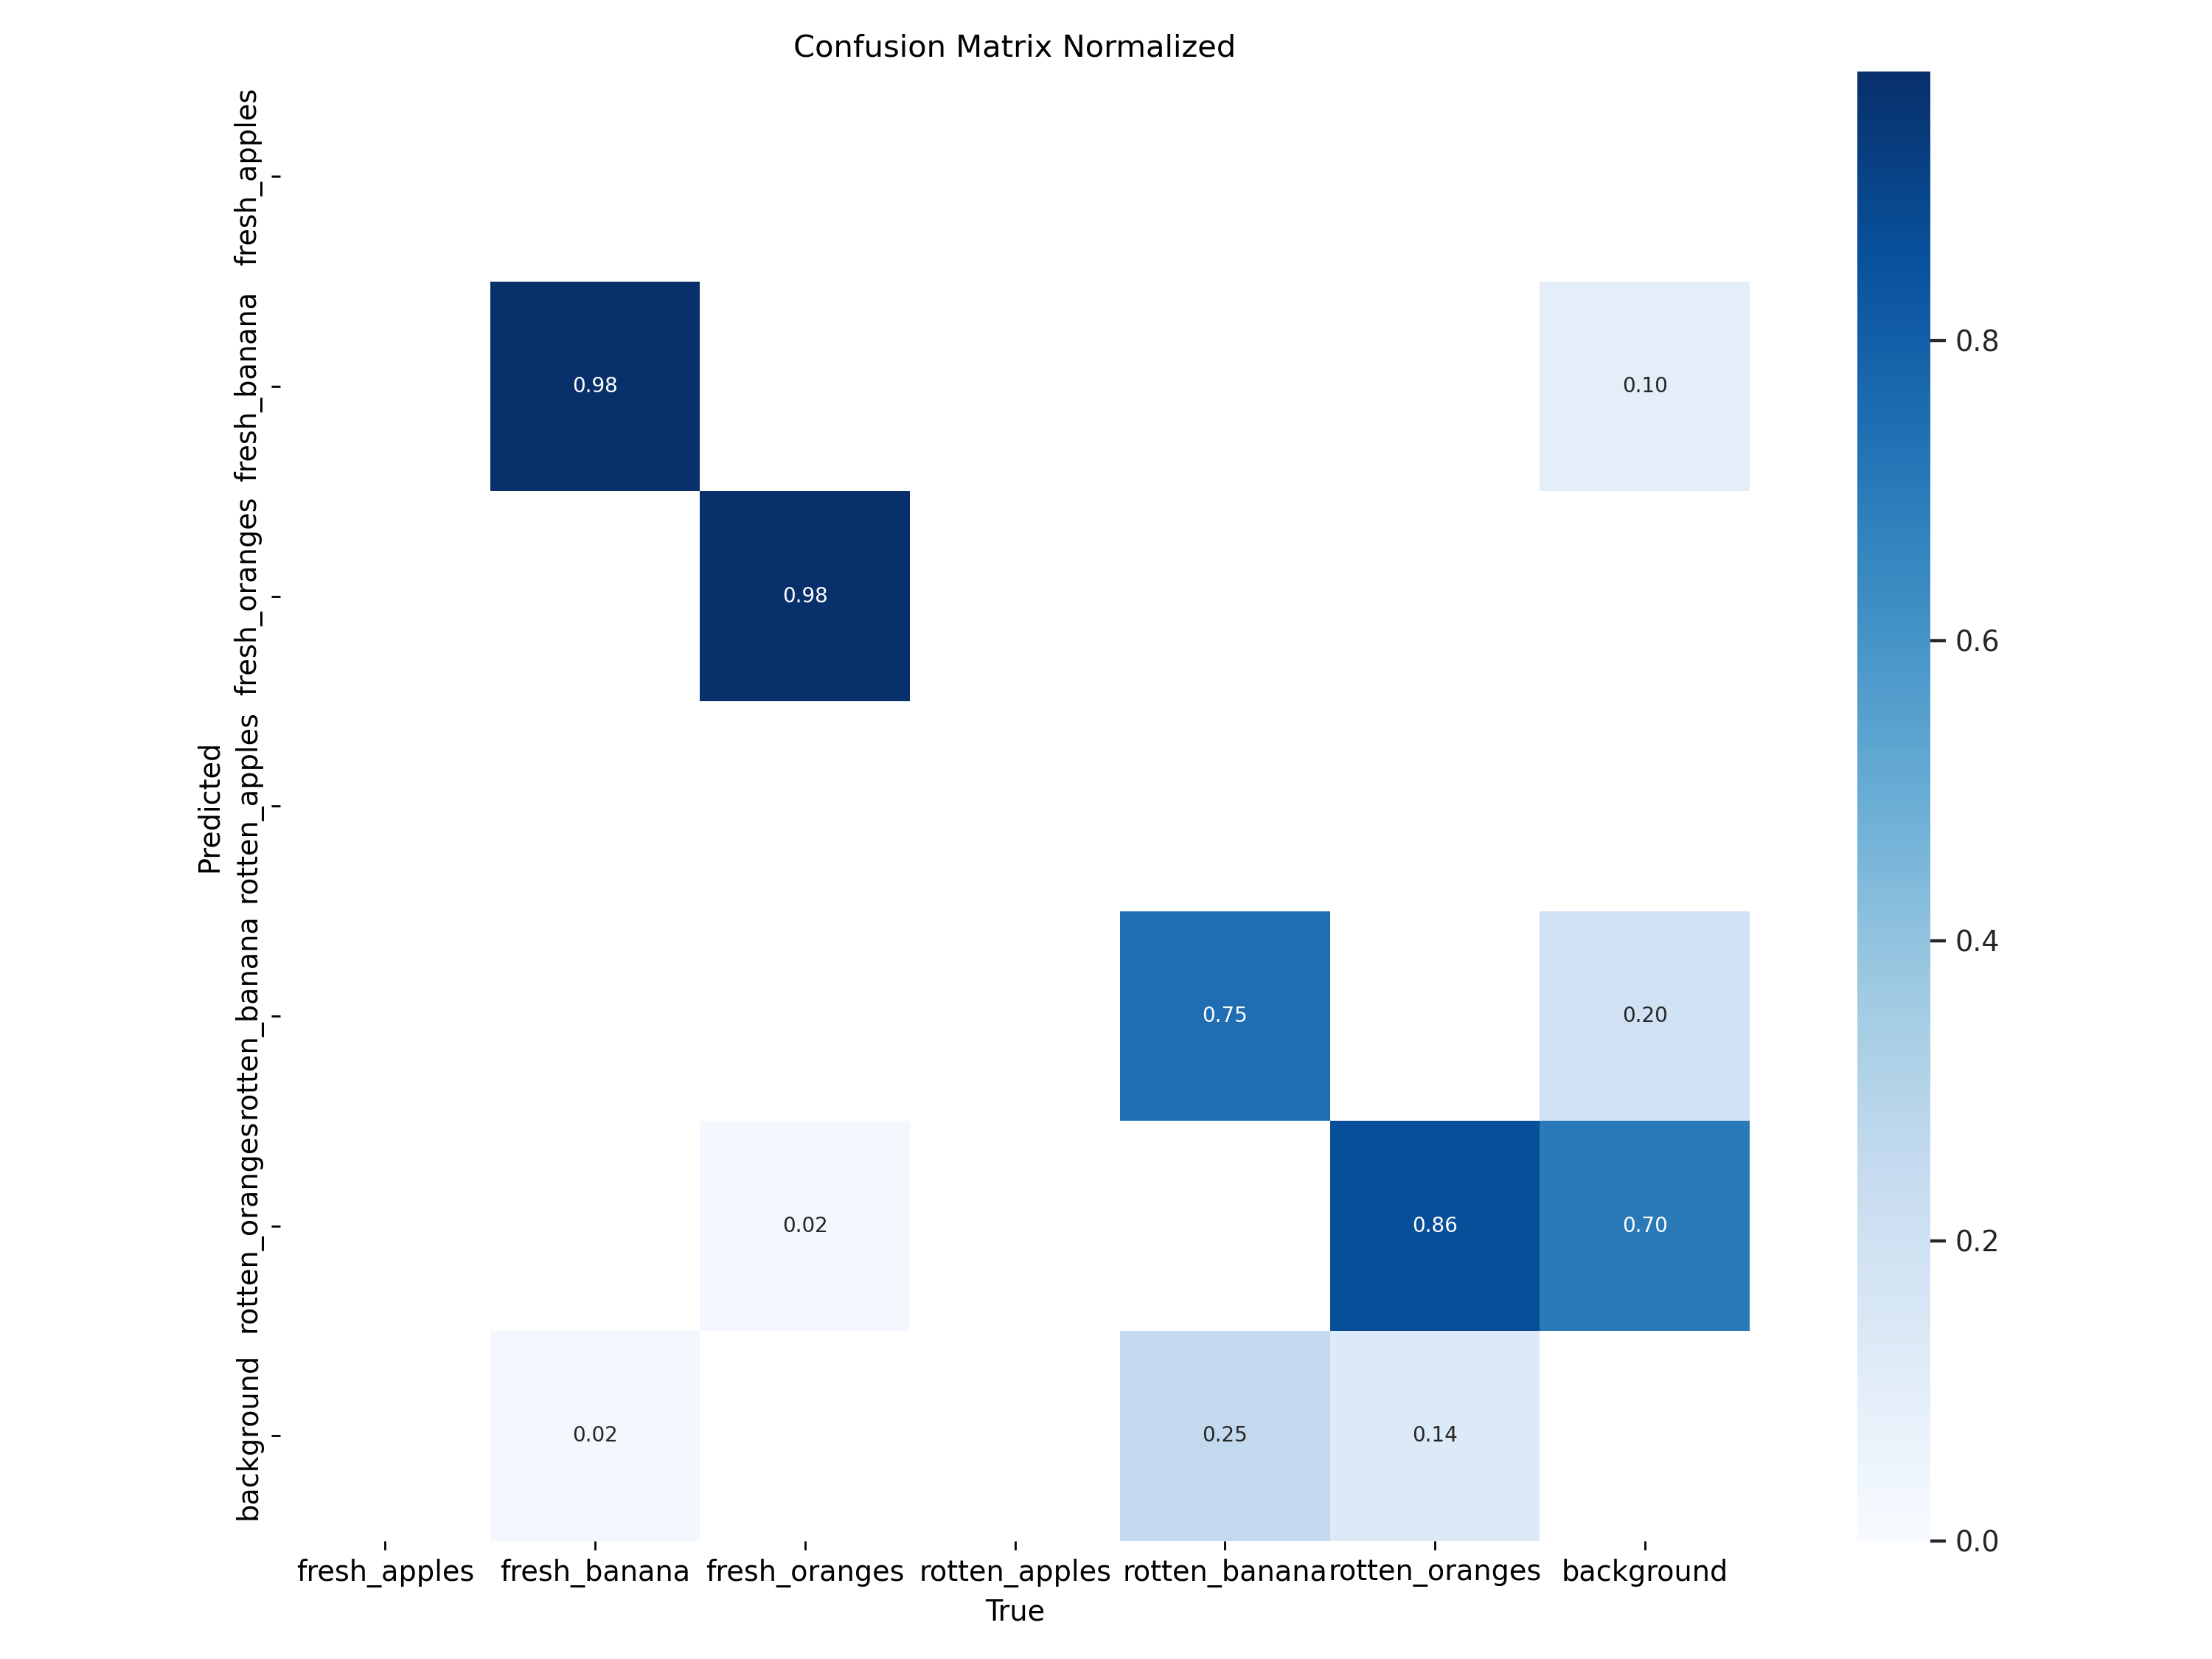 Confusion Matrix Normalized
fresh_apples
fresh_banana
0.98
0.10
fresh_oranges
0.98
rotten_apples
rotten_banana
0.75
0.20
rotten_oranges
0.02
0.86
0.70
background
0.02
0.25
0.14
Predicted
fresh_apples
fresh_banana
fresh_oranges
rotten_apples
rotten_banana
rotten_oranges
background
True
0.8
0.6
0.4
0.2
0.0